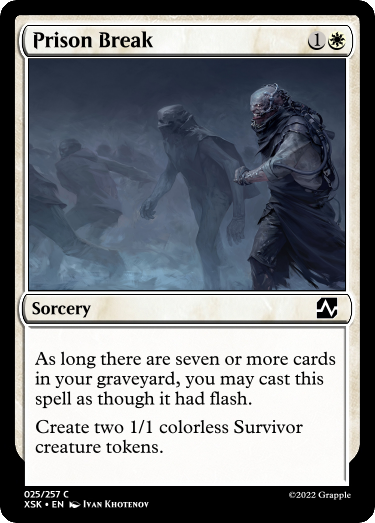 Prison Break 1
Sorcery
As long there are seven or more cards
in your graveyard, you may cast this
spell as though it had flash.
Create two 1/1 colorless Survivor
creature tokens.
025/257 C
XSK • EN Ivan Khotenov
©2022 Grapple